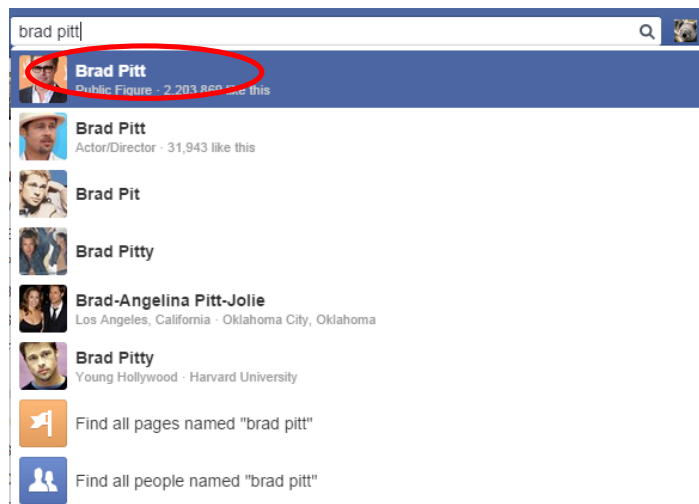 brad pitt
Brad Pitt
Public Figure · 2,203,869 like this
Brad Pitt
Actor/Director · 31,943 like this
Brad Pit
Brad Pitty
Brad-Angelina Pitt-Jolie
Los Angeles, California · Oklahoma City, Oklahoma
Brad Pitty
Young Hollywood · Harvard University
Find all pages named "brad pitt"
Find all people named "brad pitt"